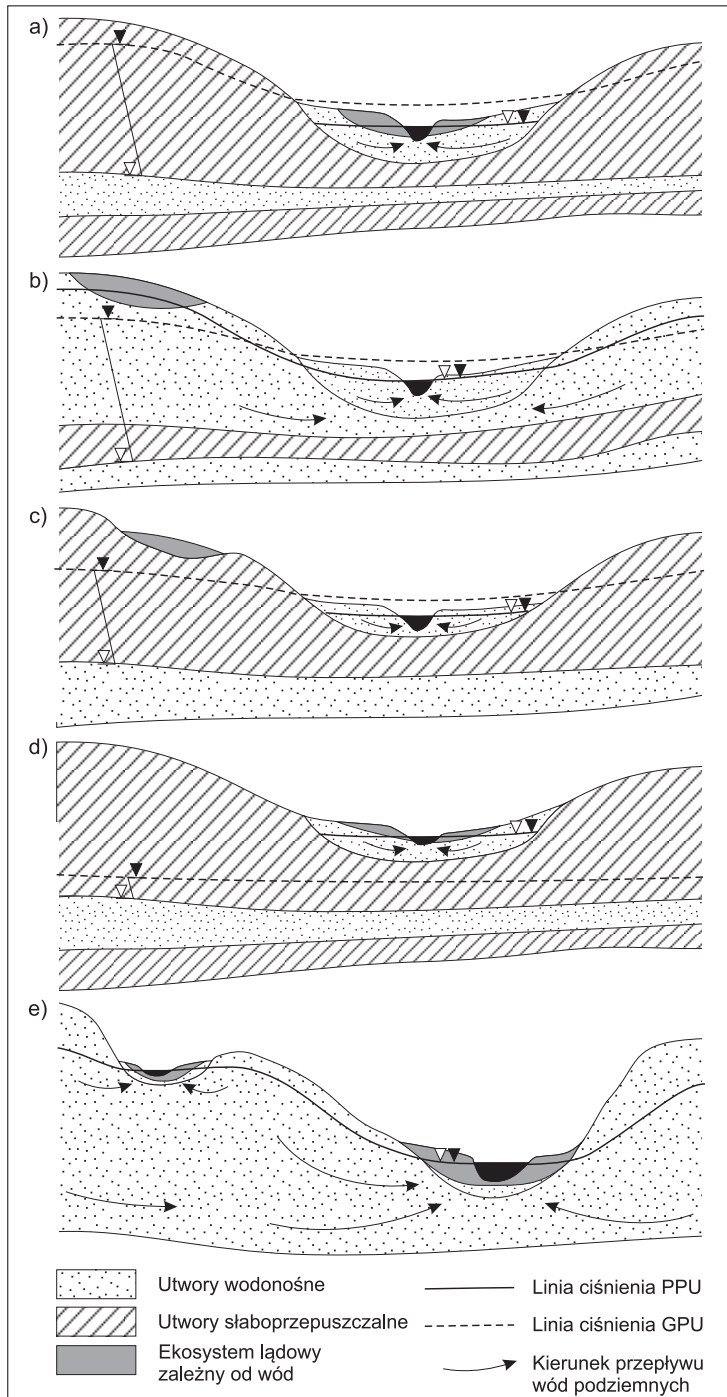 a)
b)
c)
d)
e)
Utwory wodonośne
Utwory słaboprzepuszczalne
Ekosystem lądowy
zależny od wód
Linia ciśnienia PPU
Linia ciśnienia GPU
Kierunek przepływu
wód podziemnych